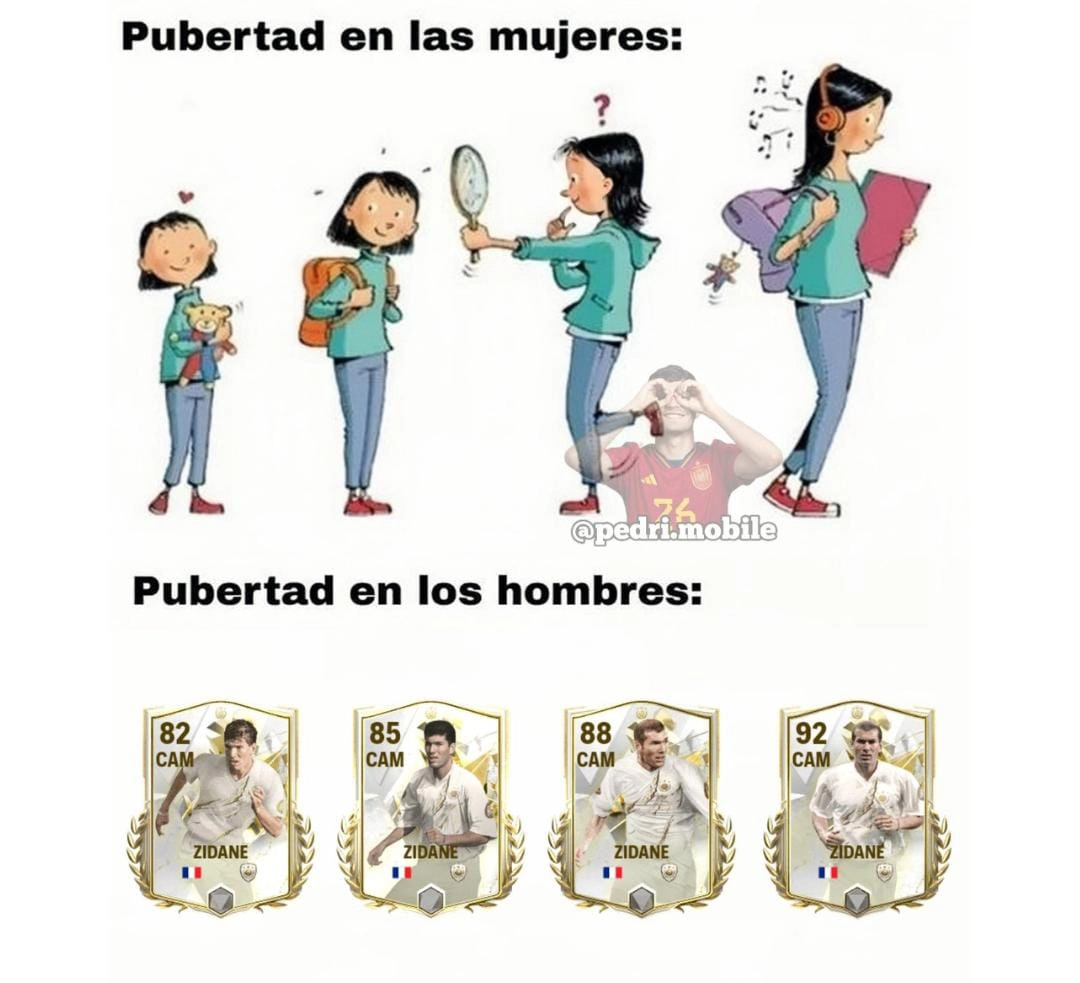 Pubertad en las mujeres:
?
26
@pedri.mobile
Pubertad en los hombres:
82
CAM
ZIDANE
85
CAM
ZIDANE
88
CAM
ZIDANE
92
CAM
ZIDANE